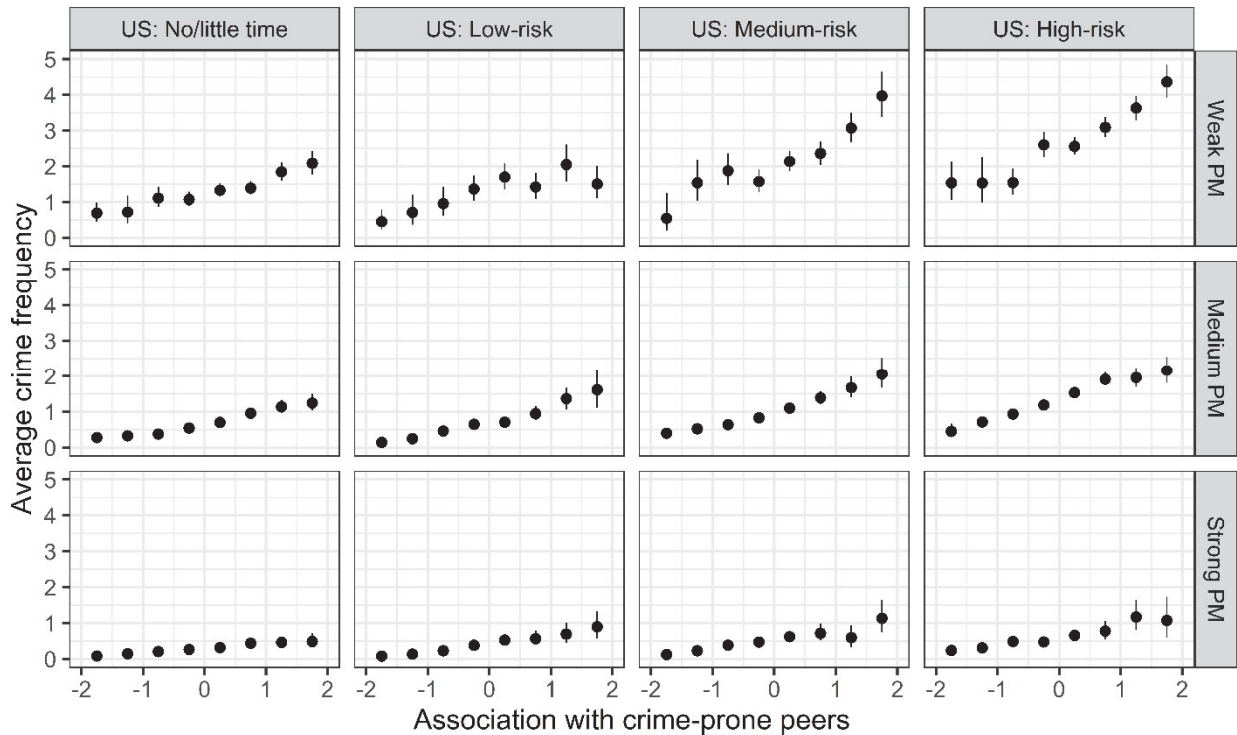 US: No/little time
US: Low-risk
US: Medium-risk
US: High-risk
Average crime frequency
5
4
3
2
1
0
Weak PM
5
4
3
2
1
0
Medium PM
5
4
3
2
1
0
Strong PM
-2 -1 0 1 2
-2 -1 0 1 2
-2 -1 0 1 2
-2 -1 0 1 2
Association with crime-prone peers